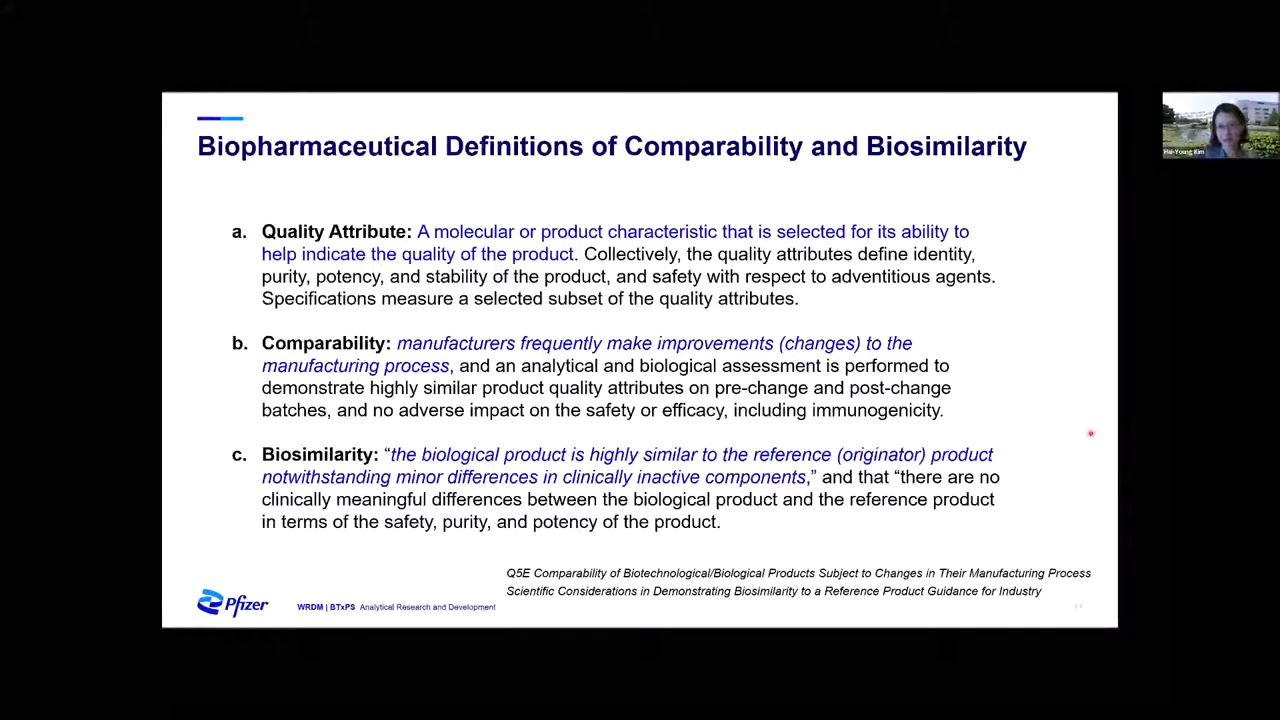 Biopharmaceutical Definitions of Comparability and Biosimilarity
Hai-Young Kim
a. Quality Attribute: A molecular or product characteristic that is selected for its ability to
help indicate the quality of the product. Collectively, the quality attributes define identity,
purity, potency, and stability of the product, and safety with respect to adventitious agents.
Specifications measure a selected subset of the quality attributes.
b. Comparability: manufacturers frequently make improvements (changes) to the
manufacturing process, and an analytical and biological assessment is performed to
demonstrate highly similar product quality attributes on pre-change and post-change
batches, and no adverse impact on the safety or efficacy, including immunogenicity.
c. Biosimilarity: “the biological product is highly similar to the reference (originator) product
notwithstanding minor differences in clinically inactive components,” and that “there are no
clinically meaningful differences between the biological product and the reference product
in terms of the safety, purity, and potency of the product.
Q5E Comparability of Biotechnological/Biological Products Subject to Changes in Their Manufacturing Process
Scientific Considerations in Demonstrating Biosimilarity to a Reference Product Guidance for Industry
Pfizer
WRDM | BTxPS Analytical Research and Development
17